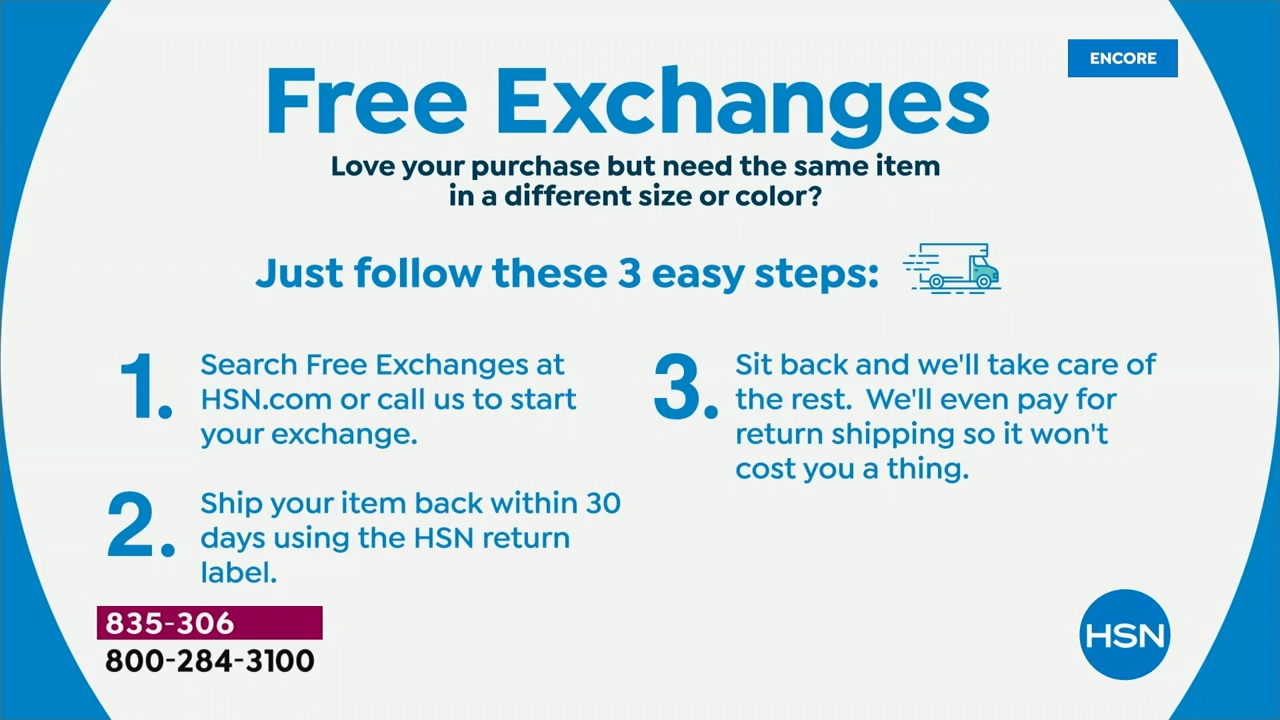 ENCORE
Free Exchanges
Love your purchase but need the same item
in a different size or color?
Just follow these 3 easy steps:
1. Search Free Exchanges at
HSN.com or call us to start
your exchange.
2. Ship your item back within 30
days using the HSN return
label.
3. Sit back and we'll take care of
the rest. We'll even pay for
return shipping so it won't
cost you a thing.
835-306
800-284-3100
HSN